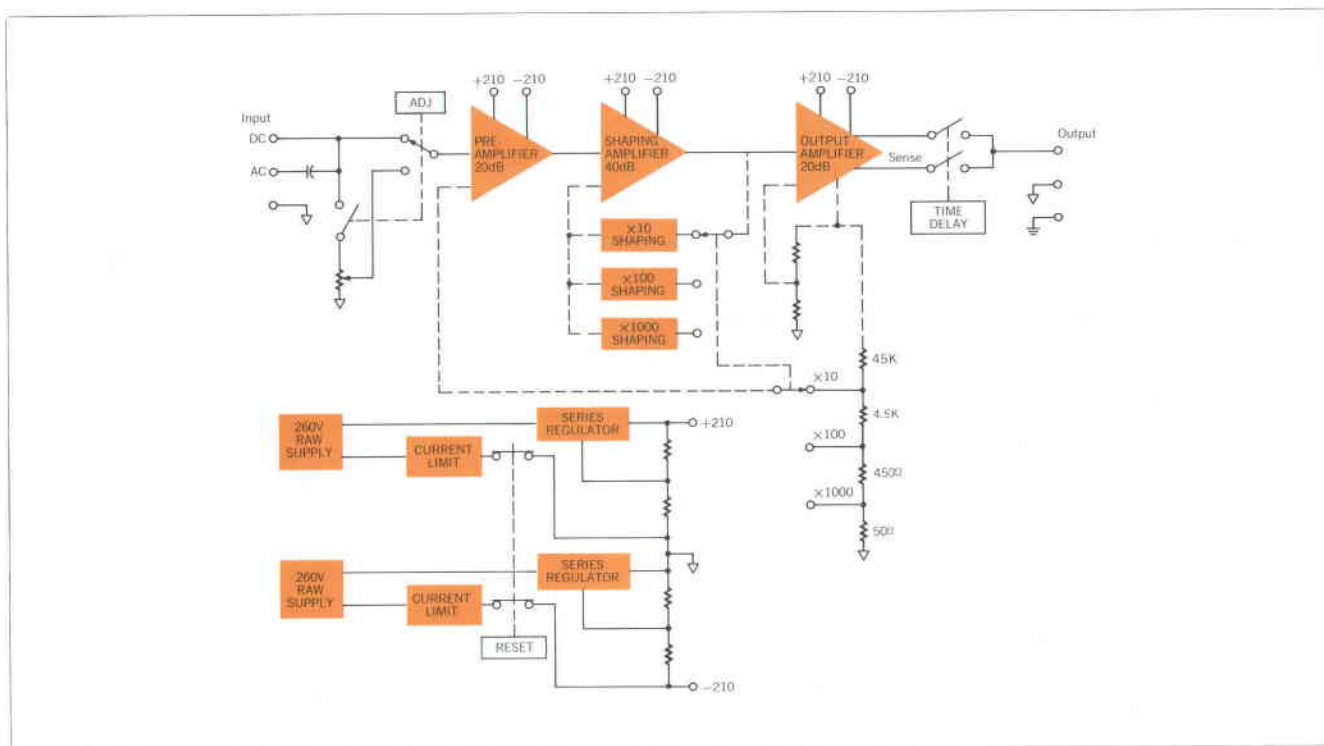 +210 −210
+210 −210
+210 −210
ADJ
Input
DC
AC
PRE-
AMPLIFIER
20dB
SHAPING
AMPLIFIER
40dB
OUTPUT
AMPLIFIER
20dB
Sense
Output
TIME
DELAY
×10
SHAPING
×100
SHAPING
×1000
SHAPING
45K
×10
4.5K
×100
450Ω
×1000
50Ω
260V
RAW
SUPPLY
CURRENT
LIMIT
SERIES
REGULATOR
+210
260V
RAW
SUPPLY
CURRENT
LIMIT
SERIES
REGULATOR
RESET
−210